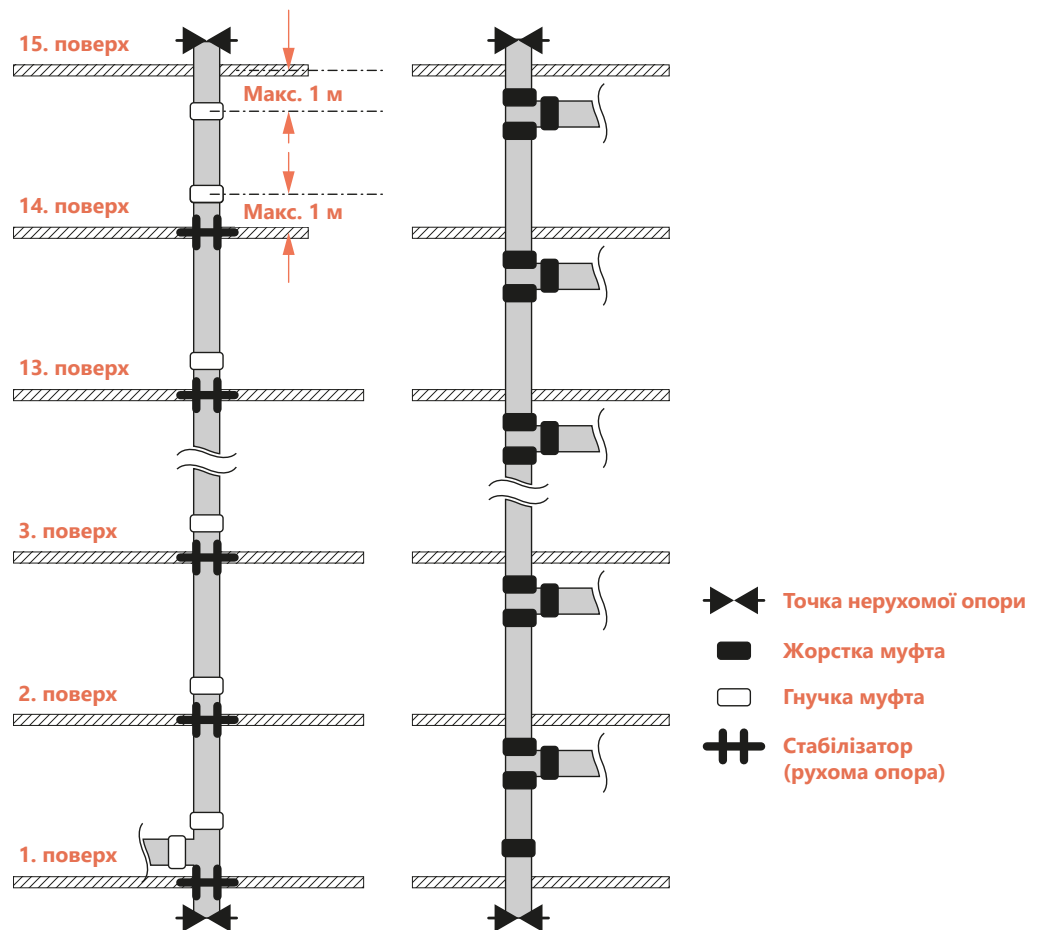 15. поверх
Макс. 1 м
14. поверх
Макс. 1 м
13. поверх
3. поверх
2. поверх
1. поверх
Точка нерухомої опори
Жорстка муфта
Гнучка муфта
Стабілізатор
(рухома опора)